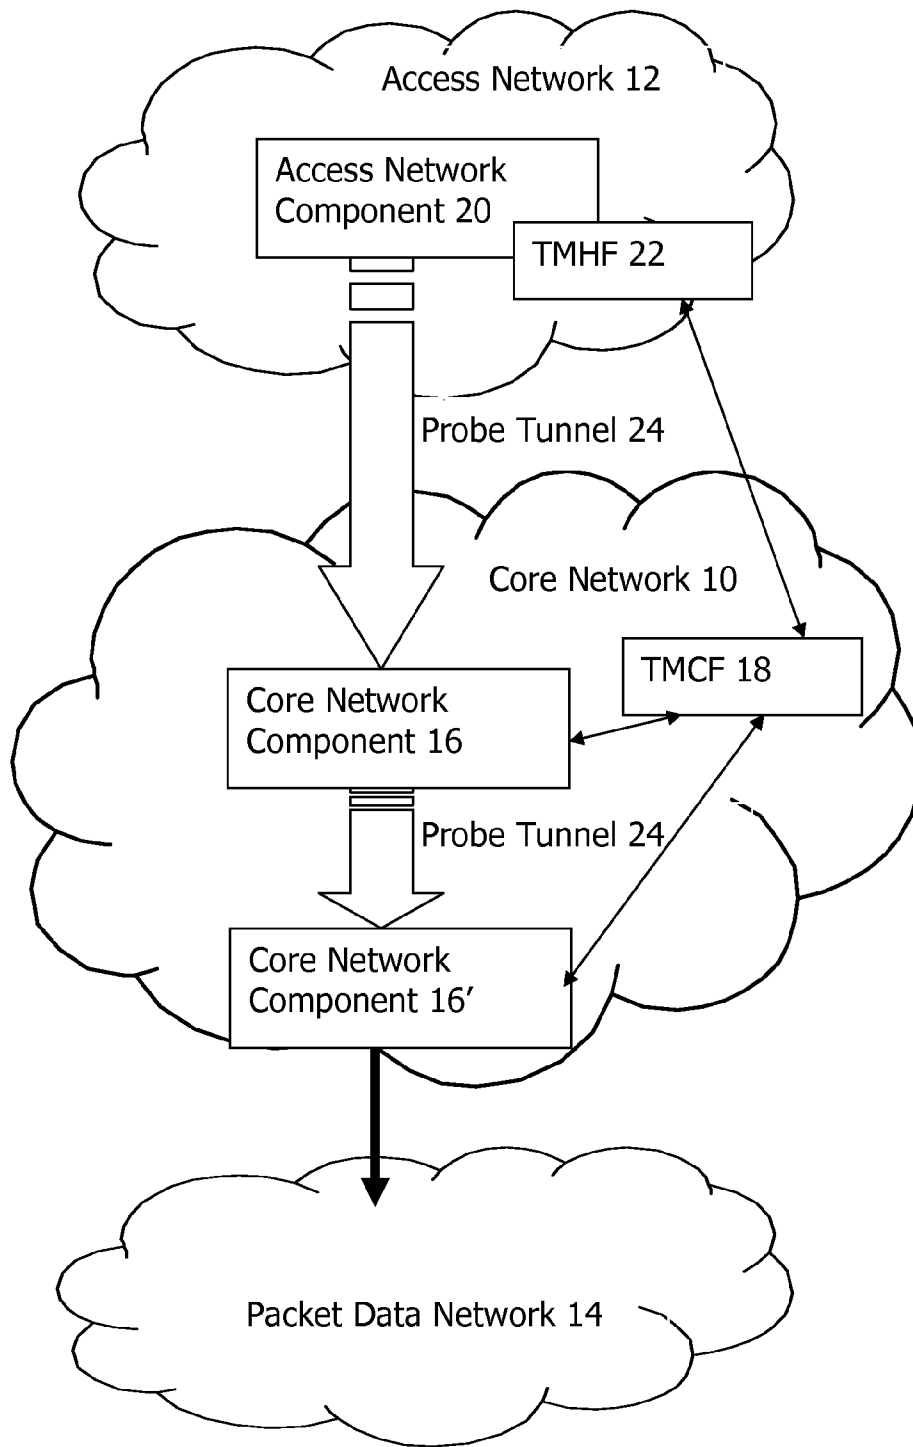 Access Network 12
Access Network
Component 20
TMHF 22
Probe Tunnel 24
Core Network 10
TMCF 18
Core Network
Component 16
Probe Tunnel 24
Core Network
Component 16′
Packet Data Network 14